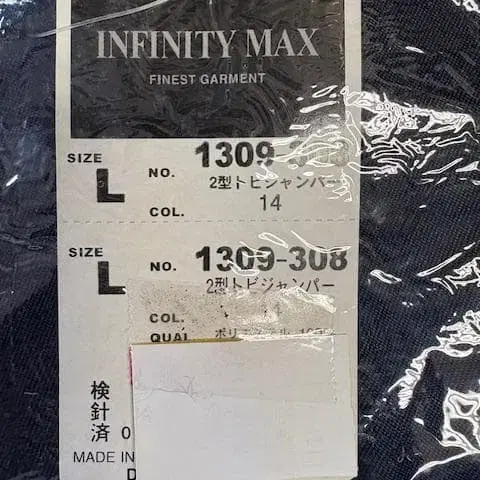 INFINITY MAX
FINEST GARMENT
SIZE
L
NO.
1309-308
2型トビジャンパー
COL.
14
SIZE
L
NO.
1309-308
2型トビジャンパー
COL.
QUAL
検針済 0
MADE IN
D